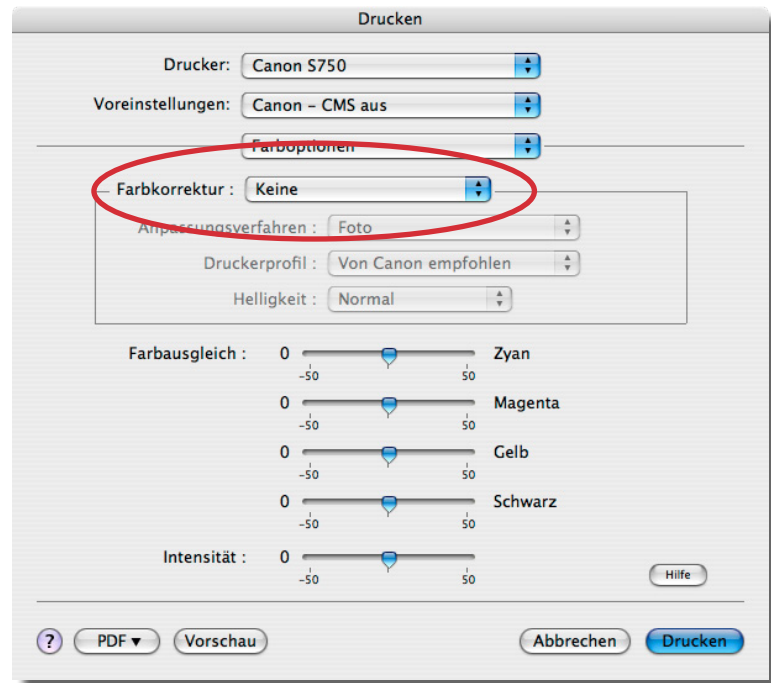 Drucken
Drucker: Canon S750
Voreinstellungen: Canon – CMS aus
Farboptionen
Farbkorrektur : Keine
Anpassungsverfahren : Foto
Druckerprofil : Von Canon empfohlen
Helligkeit : Normal
Farbausgleich : 0 Zyan
-50 50
0 Magenta
-50 50
0 Gelb
-50 50
0 Schwarz
-50 50
Intensität : 0
-50 50
Hilfe
? PDF ▼ Vorschau Abbrechen Drucken